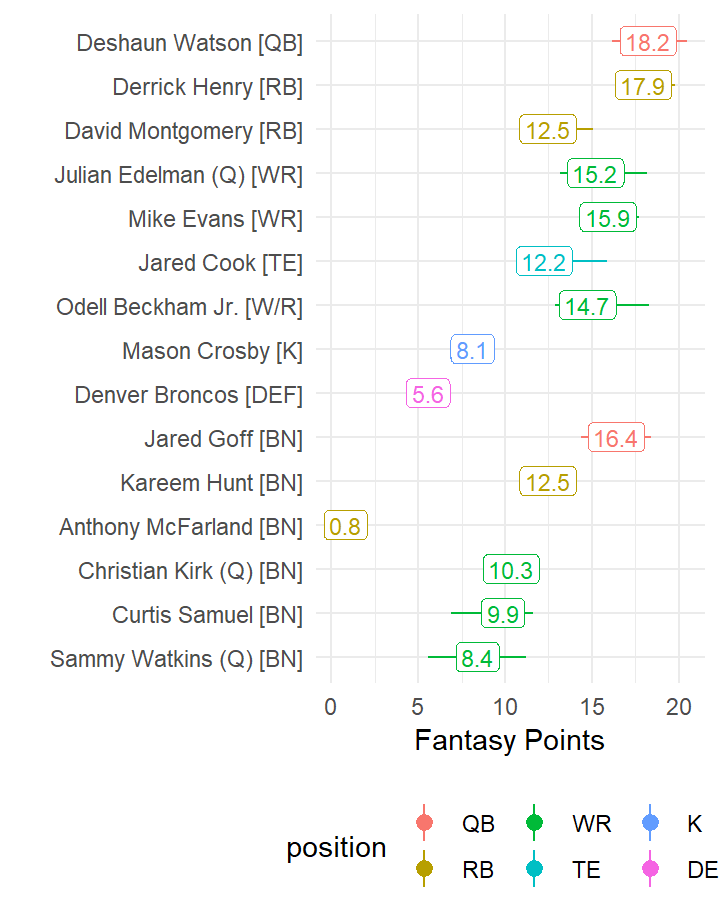 Deshaun Watson [QB] 18.2
Derrick Henry [RB] 17.9
David Montgomery [RB] 12.5
Julian Edelman (Q) [WR] 15.2
Mike Evans [WR] 15.9
Jared Cook [TE] 12.2
Odell Beckham Jr. [W/R] 14.7
Mason Crosby [K] 8.1
Denver Broncos [DEF] 5.6
Jared Goff [BN] 16.4
Kareem Hunt [BN] 12.5
Anthony McFarland [BN] 0.8
Christian Kirk (Q) [BN] 10.3
Curtis Samuel [BN] 9.9
Sammy Watkins (Q) [BN] 8.4
0 5 10 15 20
Fantasy Points
position
QB WR K
RB TE DE